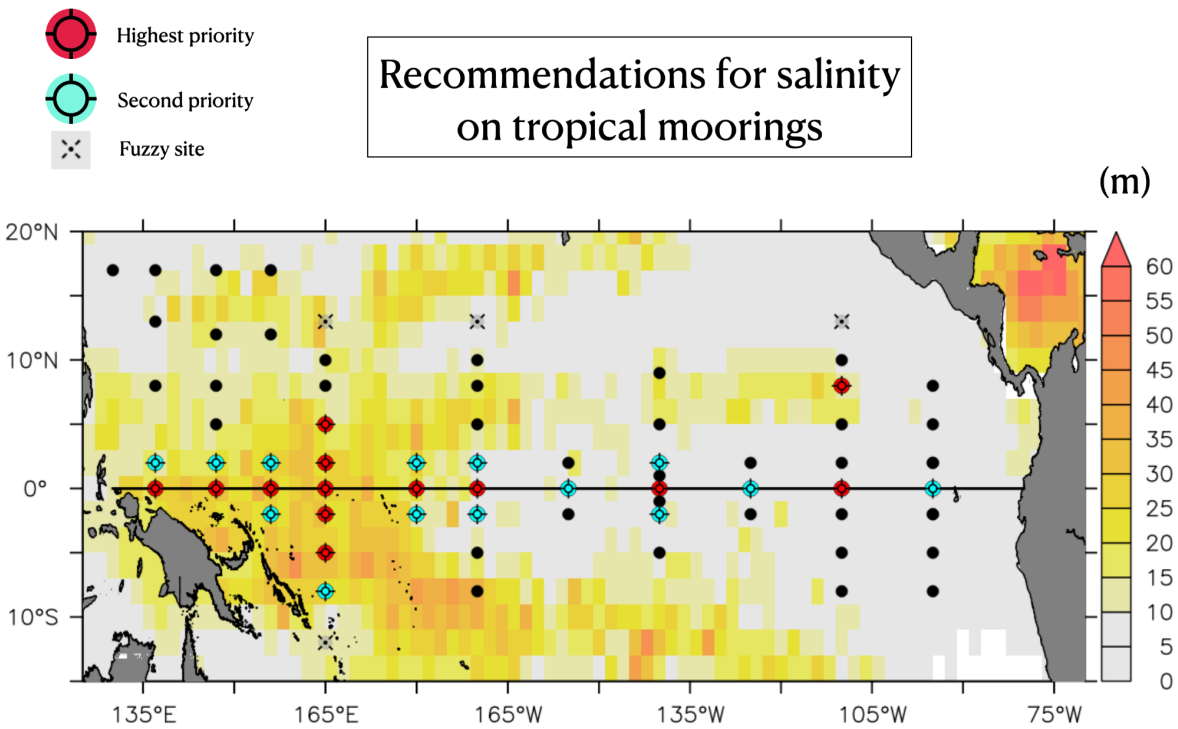 Highest priority
Second priority
Fuzzy site
Recommendations for salinity
on tropical moorings
(m)
20°N
10°N
0°
10°S
135°E
165°E
165°W
135°W
105°W
75°W
60
55
50
45
40
35
30
25
20
15
10
5
0